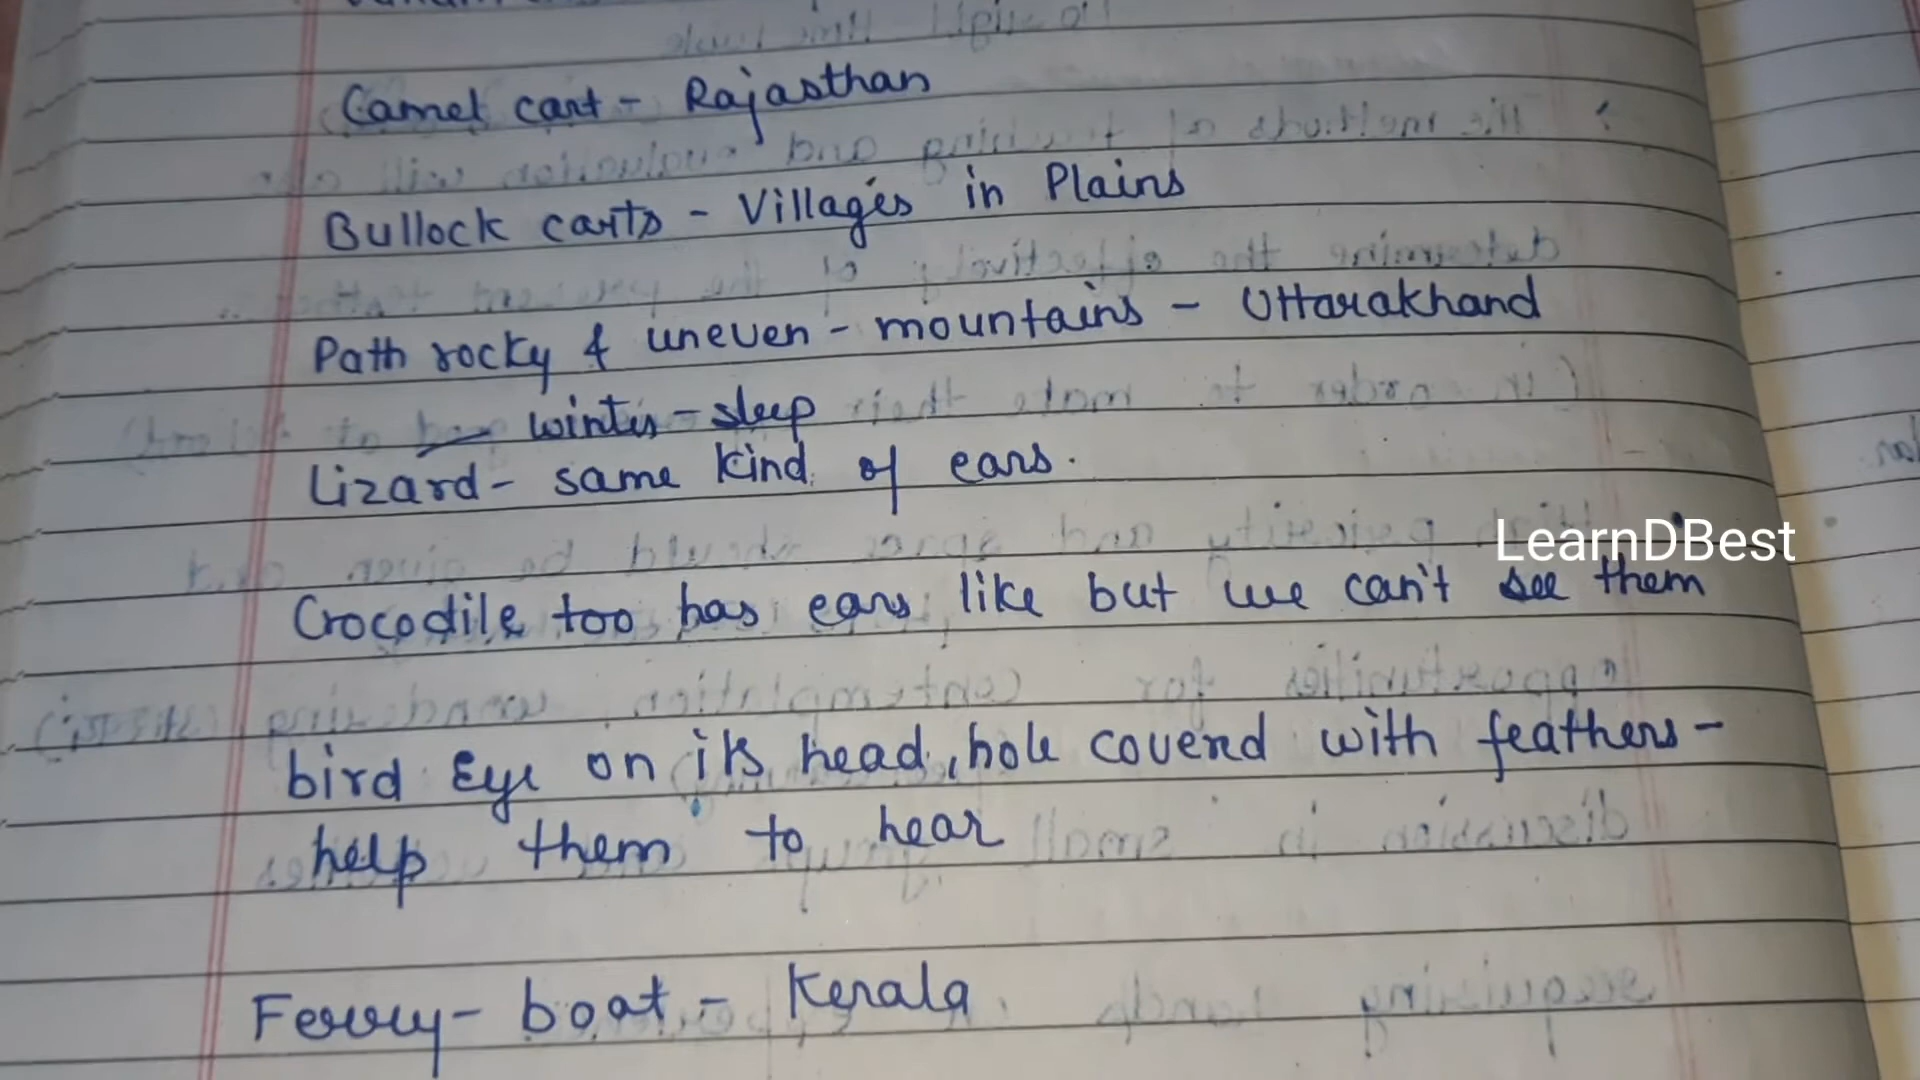 Camel cart - Rajasthan
Bullock carts - Villages in Plains
Path rocky & uneven - mountains - Uttarakhand
winter - sleep
Lizard - same kind of ears.
LearnDBest
Crocodile too has ears like but we can't see them
bird Eye on its head, hole coverd with feathers -
help them to hear
Ferry - boat - Kerala